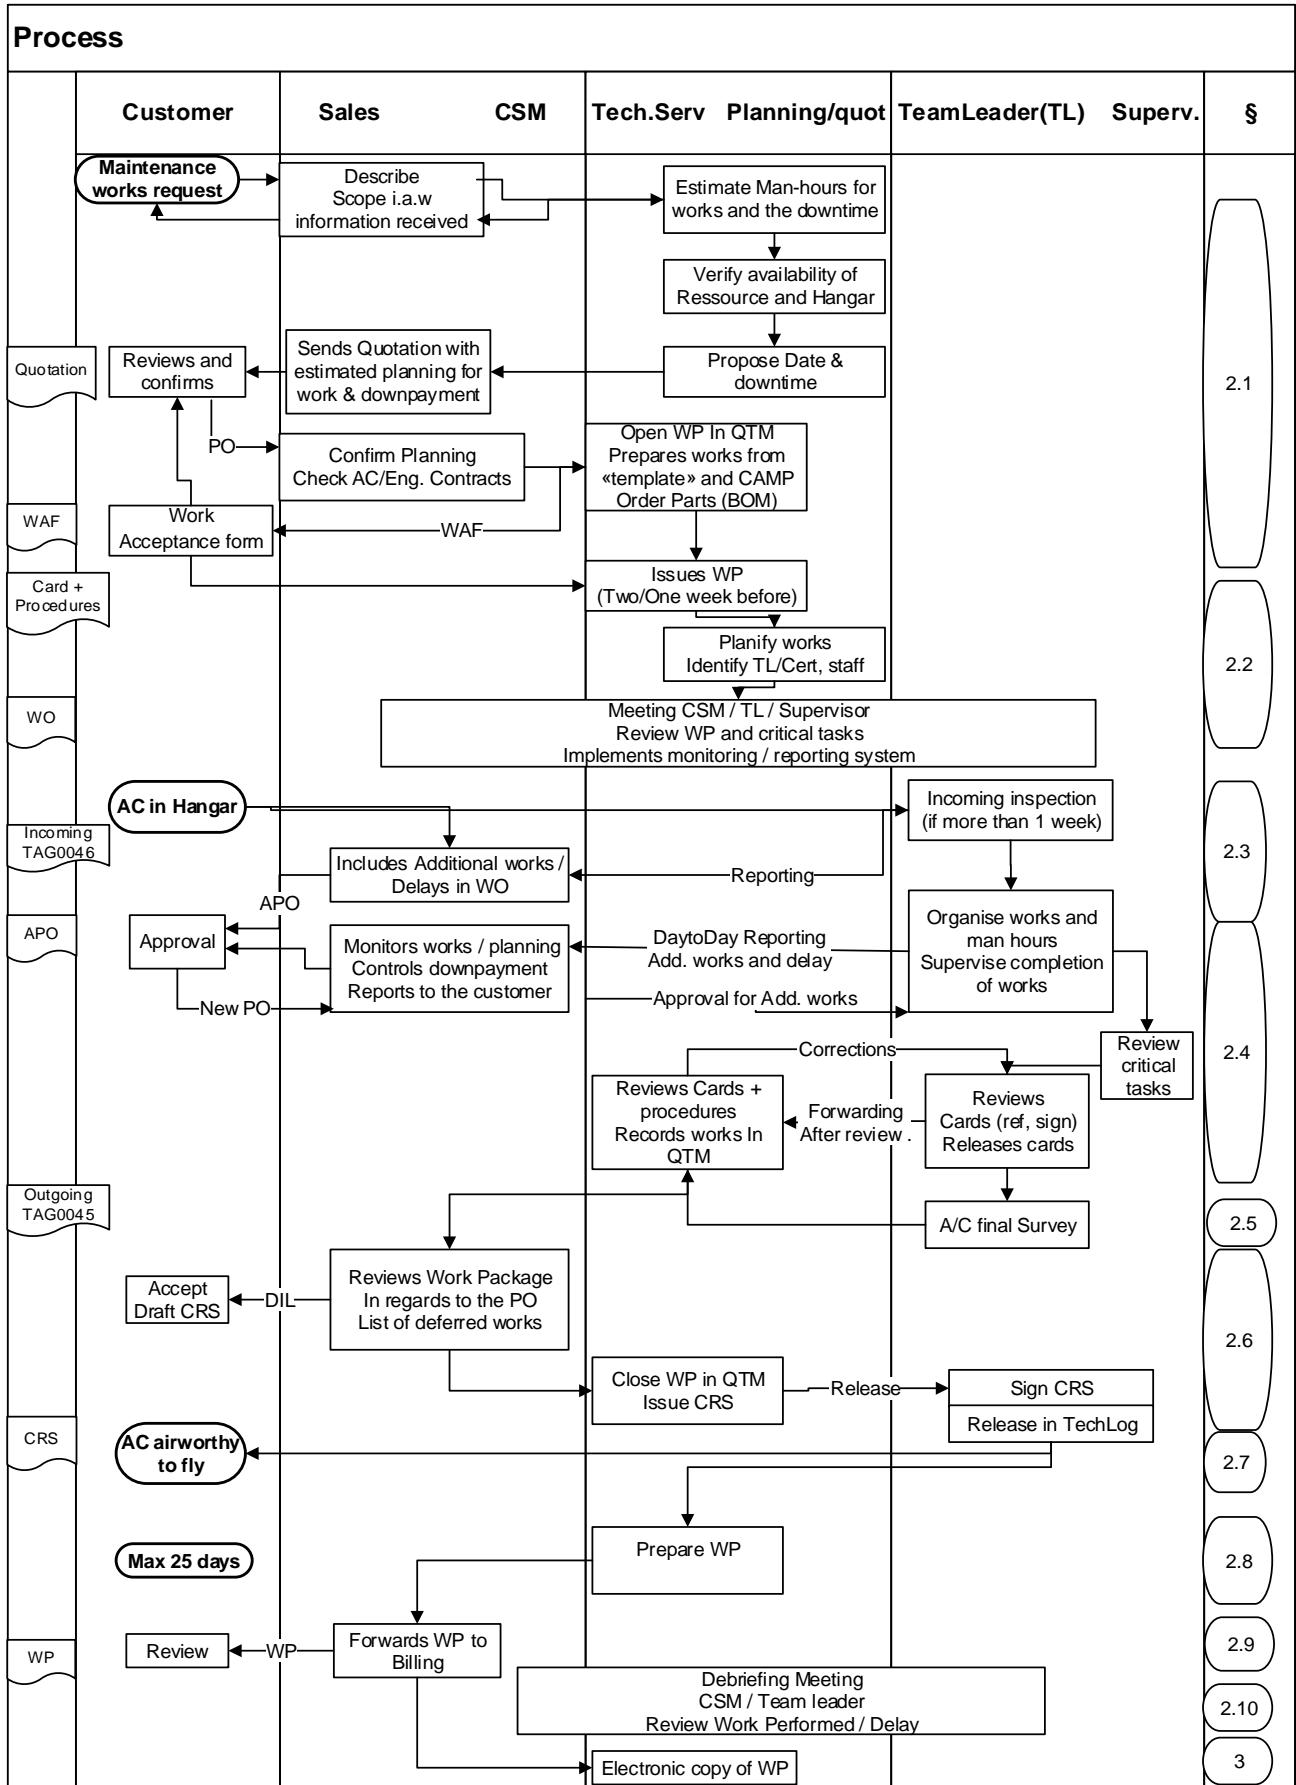 Process
Customer
Sales
CSM
Tech.Serv
Planning/quot
TeamLeader(TL)
Superv.
§
Maintenance
works request
Describe
Scope i.a.w
information received
Estimate Man-hours for
works and the downtime
Verify availability of
Ressource and Hangar
Quotation
Reviews and
confirms
Sends Quotation with
estimated planning for
work & downpayment
Propose Date &
downtime
2.1
PO
Confirm Planning
Check AC/Eng. Contracts
Open WP In QTM
Prepares works from
«template» and CAMP
Order Parts (BOM)
WAF
Work
Acceptance form
WAF
Card +
Procedures
Issues WP
(Two/One week before)
Planify works
Identify TL/Cert, staff
2.2
WO
Meeting CSM / TL / Supervisor
Review WP and critical tasks
Implements monitoring / reporting system
AC in Hangar
Incoming inspection
(if more than 1 week)
Incoming
TAG0046
Includes Additional works /
Delays in WO
Reporting
2.3
APO
APO
Approval
Monitors works / planning
Controls downpayment
Reports to the customer
DaytoDay Reporting
Add. works and delay
Organise works and
man hours
Supervise completion
of works
New PO
Approval for Add. works
Corrections
Review
critical
tasks
2.4
Reviews Cards +
procedures
Records works In
QTM
Forwarding
After review .
Reviews
Cards (ref, sign)
Releases cards
Outgoing
TAG0045
A/C final Survey
2.5
Accept
Draft CRS
DIL
Reviews Work Package
In regards to the PO
List of deferred works
2.6
Close WP in QTM
Issue CRS
Release
Sign CRS
Release in TechLog
CRS
AC airworthy
to fly
2.7
Max 25 days
Prepare WP
2.8
WP
Review
WP
Forwards WP to
Billing
2.9
Debriefing Meeting
CSM / Team leader
Review Work Performed / Delay
2.10
Electronic copy of WP
3